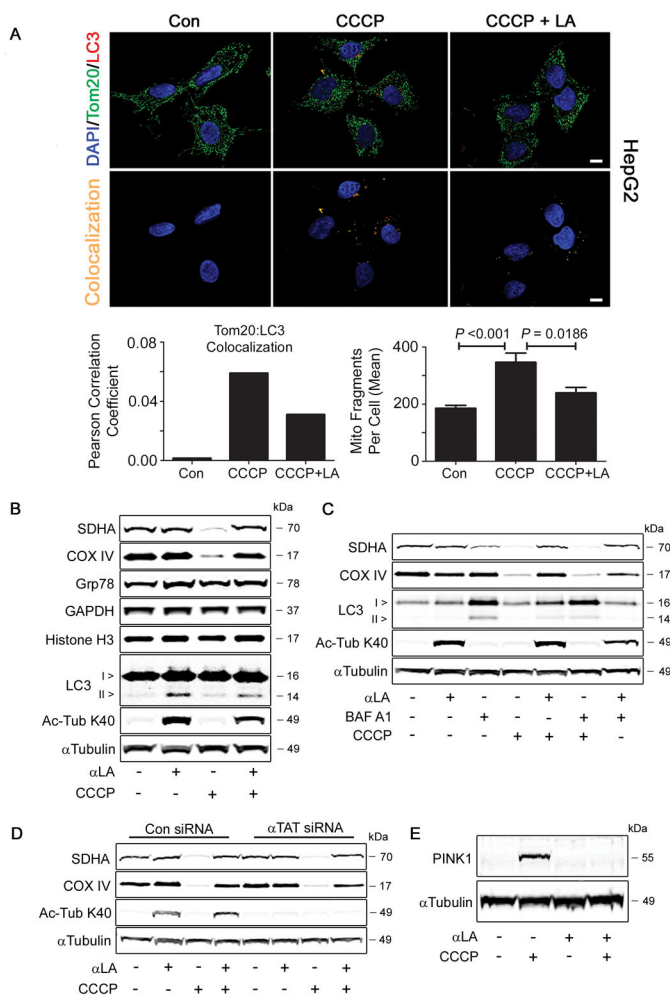 A
Con
CCCP
CCCP + LA
DAPI/Tom20/LC3
Colocalization
HepG2
Tom20:LC3
Colocalization
Pearson Correlation
Coefficient
0.08
0.04
0.00
Con
CCCP
CCCP+LA
Mito Fragments
Per Cell (Mean)
400
200
0
P <0.001
P = 0.0186
Con
CCCP
CCCP+LA
B
kDa
SDHA
– 70
COX IV
– 17
Grp78
– 78
GAPDH
– 37
Histone H3
– 17
LC3
I >
– 16
II >
– 14
Ac-Tub K40
– 49
αTubulin
– 49
αLA - + - +
CCCP - - + +
C
kDa
SDHA
– 70
COX IV
– 17
LC3
I >
– 16
II >
– 14
Ac-Tub K40
– 49
αTubulin
– 49
αLA - + - - + - +
BAF A1 - - + - - + +
CCCP - - - + + + -
D
Con siRNA
αTAT siRNA
kDa
SDHA
– 70
COX IV
– 17
Ac-Tub K40
– 49
αTubulin
– 49
αLA - + - + - + - +
CCCP - - + + - - + +
E
kDa
PINK1
– 55
αTubulin
– 49
αLA - - + +
CCCP - + - +